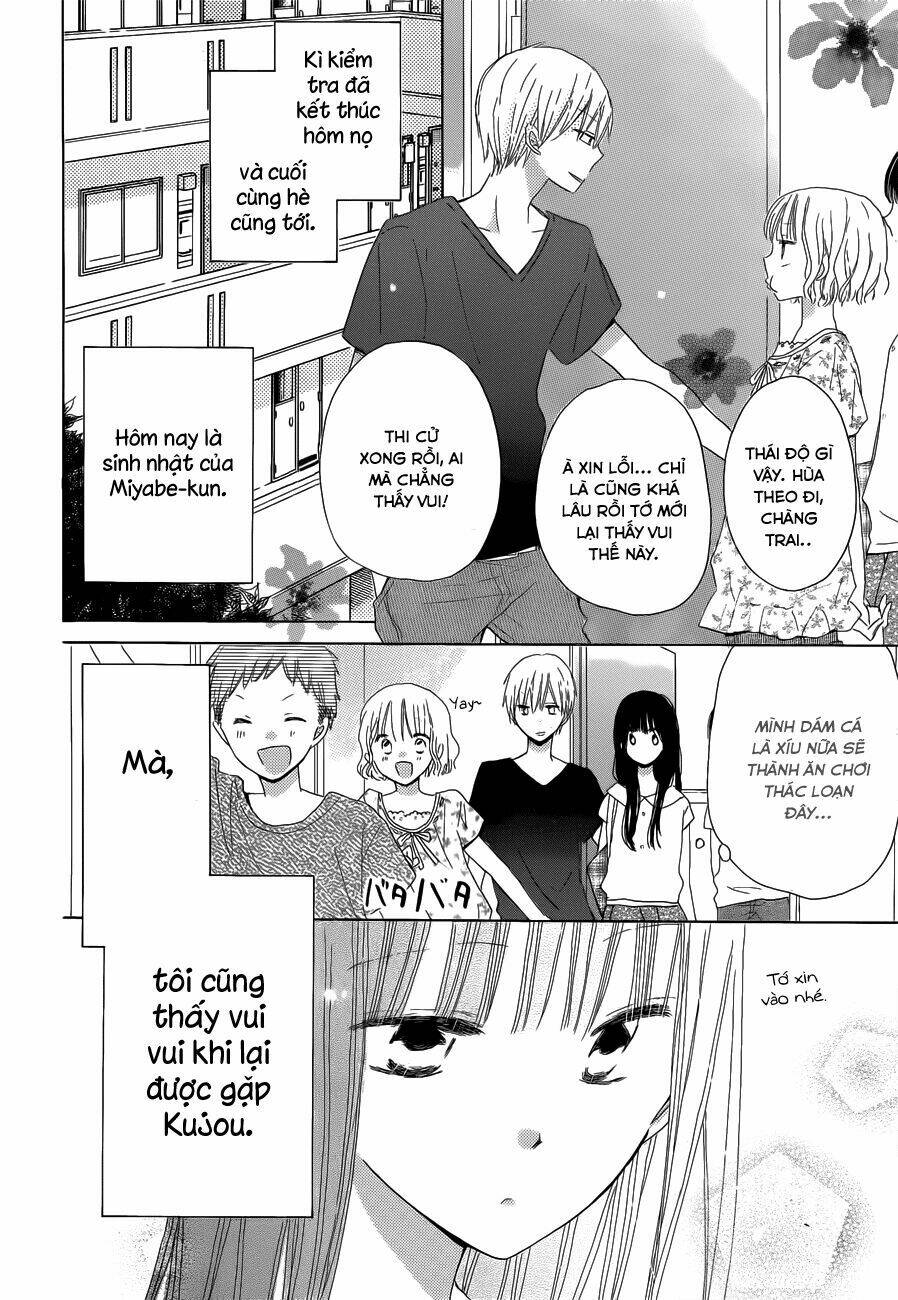 Kì kiểm
tra đã
kết thúc
hôm nọ
và cuối
cùng hè
cũng tới.
THÁI ĐỘ GÌ
VẬY. HÙA
THEO ĐI,
CHÀNG
TRAI..
À XIN LỖI... CHỈ
LÀ CŨNG KHÁ
LÂU RỒI TỚ MỚI
LẠI THẤY VUI
THẾ NÀY.
THI CỬ
XONG RỒI, AI
MÀ CHẲNG
THẤY VUI!
Hôm nay là
sinh nhật của
Miyabe-kun.
MÌNH DÁM CÁ
LÀ XÍU NỮA SẼ
THÀNH ĂN CHƠI
THÁC LOẠN
ĐÂY...
Yay~
バタバタ
Mà,
tôi cũng
thấy vui
vui khi lại
được gặp
Kujou.
Tớ xin
vào nhé.